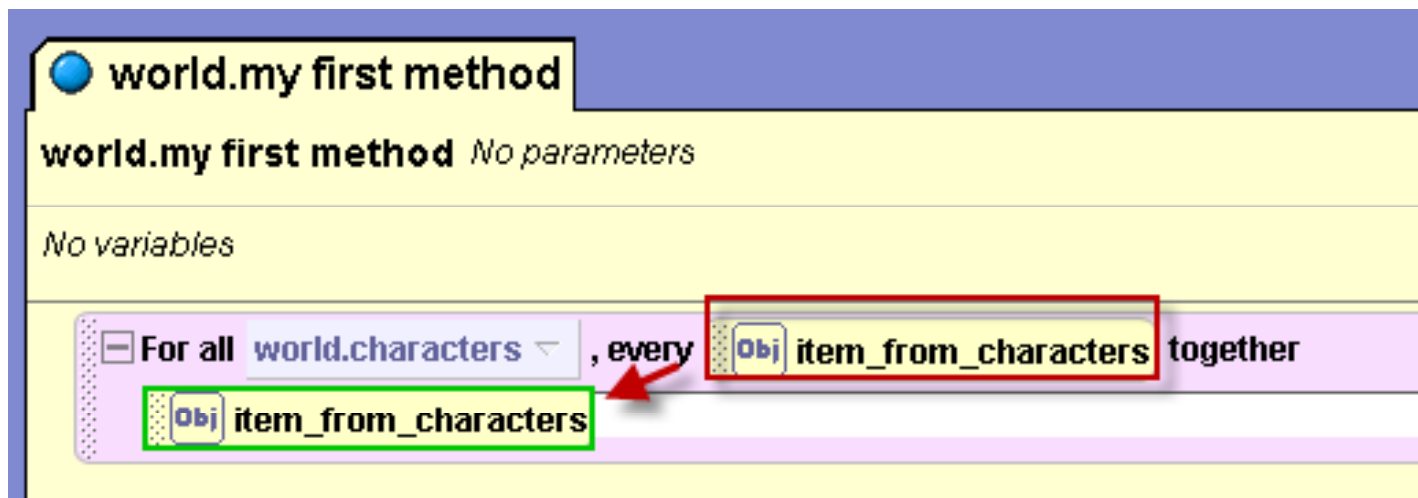 world.my first method
world.my first method No parameters
No variables
For all world.characters , every Obj item_from_characters together
Obj item_from_characters